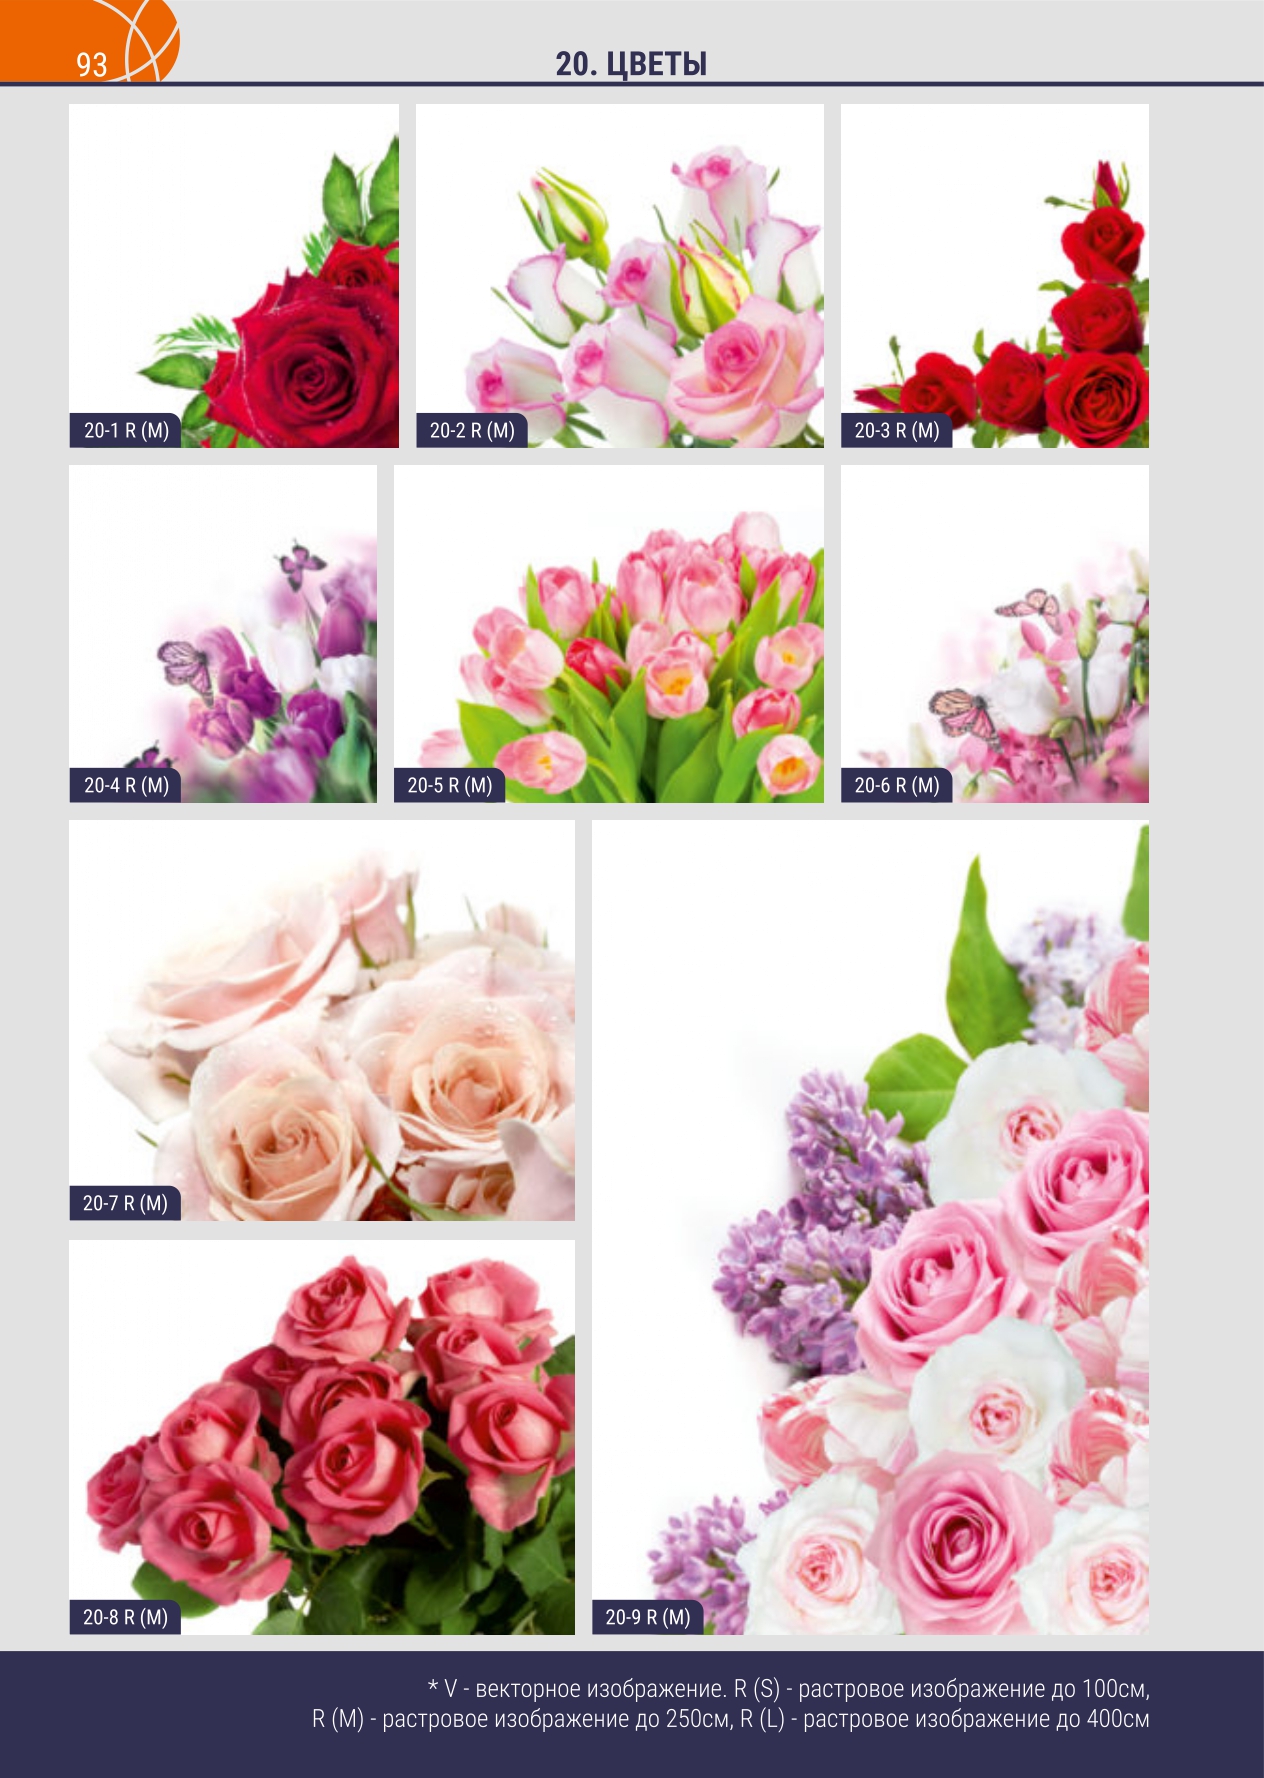 93
20. ЦВЕТЫ
20-1 R (M)
20-2 R (M)
20-3 R (M)
20-4 R (M)
20-5 R (M)
20-6 R (M)
20-7 R (M)
20-8 R (M)
20-9 R (M)
* V - векторное изображение. R (S) - растровое изображение до 100см,
R (M) - растровое изображение до 250см, R (L) - растровое изображение до 400см